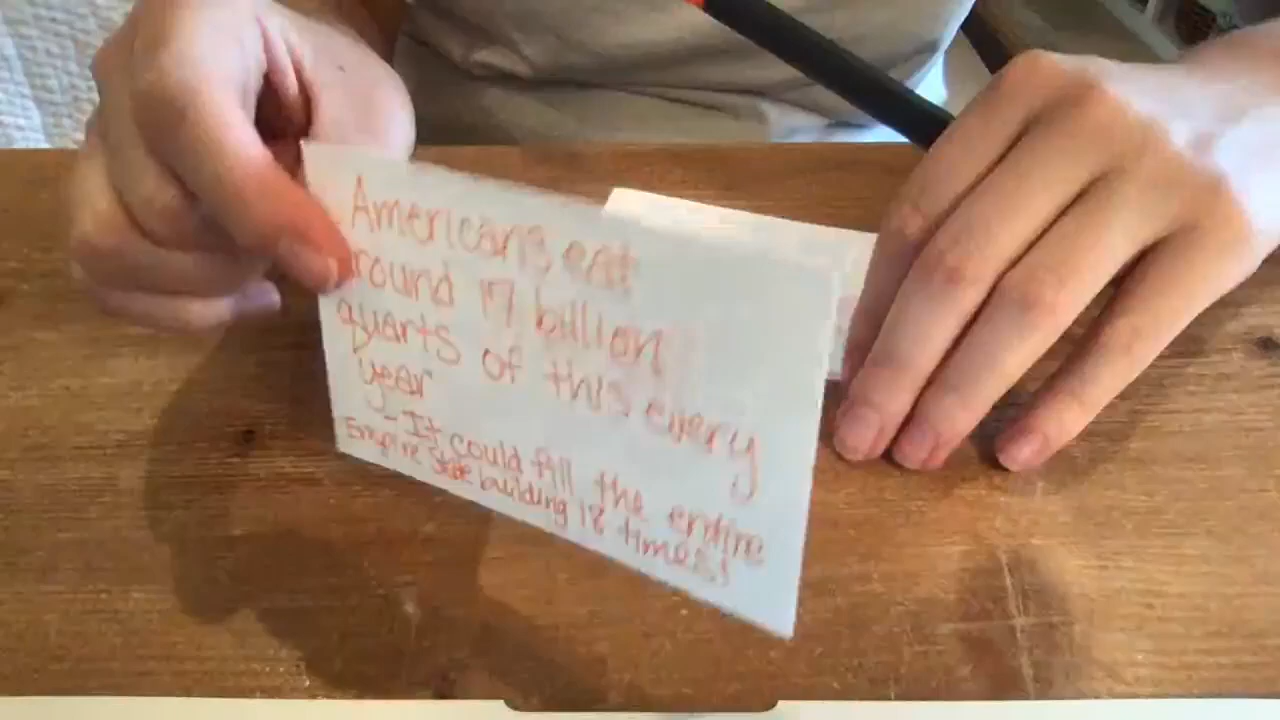 Americans eat
around 17 billion
quarts of this every
year
- It could fill the entire
Empire State building 18 times!